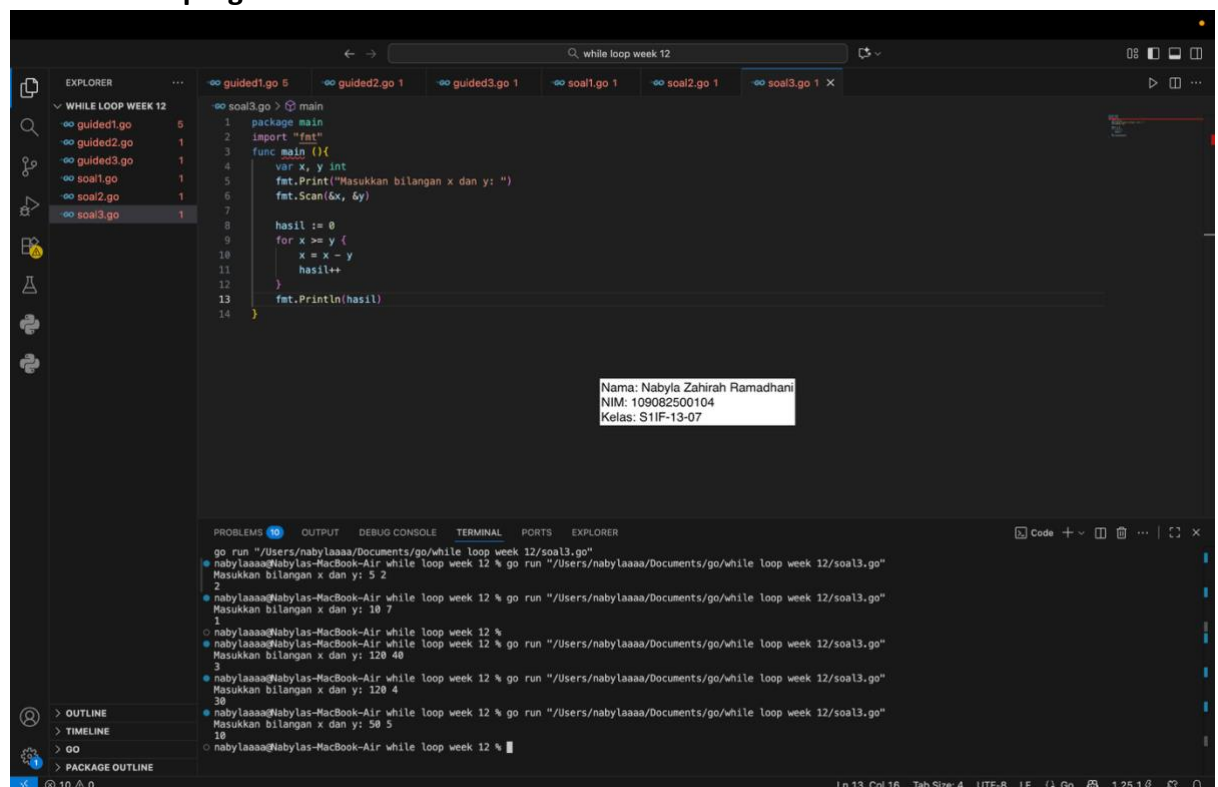 while loop week 12
EXPLORER
guided1.go 5
guided2.go 1
guided3.go 1
soal1.go 1
soal2.go 1
soal3.go 1
WHILE LOOP WEEK 12
guided1.go 5
guided2.go 1
guided3.go 1
soal1.go 1
soal2.go 1
soal3.go 1
soal3.go > main
1 package main
2 import "fmt"
3 func main (){
4 var x, y int
5 fmt.Print("Masukkan bilangan x dan y: ")
6 fmt.Scan(&x, &y)
7
8 hasil := 0
9 for x >= y {
10 x = x - y
11 hasil++
12 }
13 fmt.Println(hasil)
14 }
Nama: Nabyla Zahirah Ramadhani
NIM: 109082500104
Kelas: S1IF-13-07
PROBLEMS 10 OUTPUT DEBUG CONSOLE TERMINAL PORTS EXPLORER
Code
go run "/Users/nabylaaaa/Documents/go/while loop week 12/soal3.go"
nabylaaaa@Nabylas-MacBook-Air while loop week 12 % go run "/Users/nabylaaaa/Documents/go/while loop week 12/soal3.go"
Masukkan bilangan x dan y: 5 2
2
nabylaaaa@Nabylas-MacBook-Air while loop week 12 % go run "/Users/nabylaaaa/Documents/go/while loop week 12/soal3.go"
Masukkan bilangan x dan y: 10 7
1
nabylaaaa@Nabylas-MacBook-Air while loop week 12 %
nabylaaaa@Nabylas-MacBook-Air while loop week 12 % go run "/Users/nabylaaaa/Documents/go/while loop week 12/soal3.go"
Masukkan bilangan x dan y: 120 40
3
nabylaaaa@Nabylas-MacBook-Air while loop week 12 % go run "/Users/nabylaaaa/Documents/go/while loop week 12/soal3.go"
Masukkan bilangan x dan y: 120 4
30
nabylaaaa@Nabylas-MacBook-Air while loop week 12 % go run "/Users/nabylaaaa/Documents/go/while loop week 12/soal3.go"
Masukkan bilangan x dan y: 50 5
10
nabylaaaa@Nabylas-MacBook-Air while loop week 12 %
> OUTLINE
> TIMELINE
> GO
> PACKAGE OUTLINE
10 0
Ln 13, Col 16 Tab Size: 4 UTF-8 LF {} Go